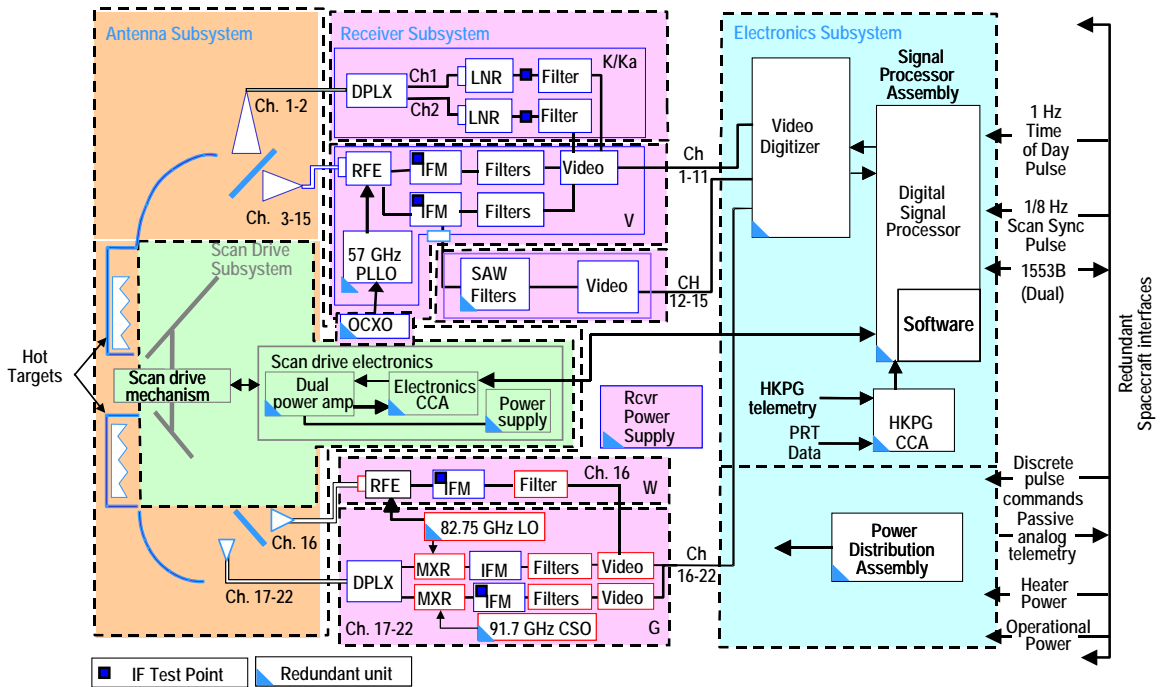 Antenna Subsystem
Receiver Subsystem
Electronics Subsystem
K/Ka
Ch. 1-2
DPLX
Ch1
LNR
Filter
Ch2
LNR
Filter
Signal
Processor
Assembly
Video
Digitizer
Digital
Signal
Processor
Software
1 Hz
Time
of Day
Pulse
1/8 Hz
Scan Sync
Pulse
1553B
(Dual)
Redundant
Spacecraft interfaces
Ch.
3-15
RFE
IFM
Filters
Video
IFM
Filters
V
Ch
1-11
57 GHz
PLLO
SAW
Filters
Video
CH
12-15
OCXO
Scan Drive
Subsystem
Hot
Targets
Scan drive
mechanism
Scan drive electronics
Dual
power amp
Electronics
CCA
Power
supply
Rcvr
Power
Supply
HKPG
telemetry
PRT
Data
HKPG
CCA
Ch. 16
RFE
IFM
Filter
Ch. 16
W
82.75 GHz LO
Ch. 17-22
DPLX
MXR
IFM
Filters
Video
MXR
IFM
Filters
Video
Ch
16-22
Ch. 17-22
91.7 GHz CSO
G
Power
Distribution
Assembly
Discrete
pulse
commands
Passive
analog
telemetry
Heater
Power
Operational
Power
IF Test Point
Redundant unit